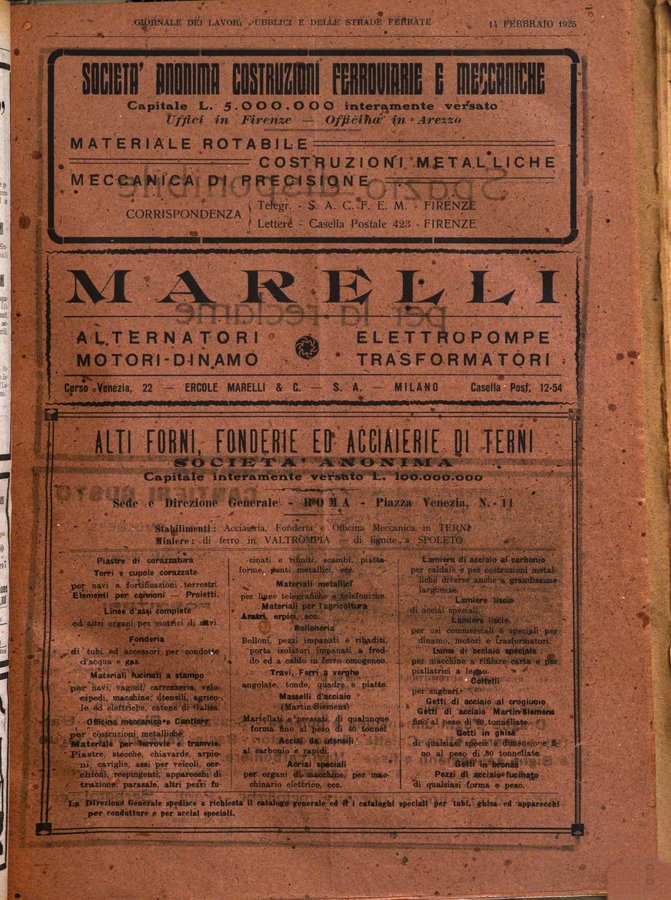 GIORNALE DEI LAVORI PUBBLICI E DELLE STRADE FERRATE
14 FEBBRAIO 1925
SOCIETA' ANONIMA COSTRUZIONI FERROVIARIE E MECCANICHE
Capitale L. 5.000.000 interamente versato
Uffici in Firenze — Officina in Arezzo
MATERIALE ROTABILE
COSTRUZIONI METALLICHE
MECCANICA DI PRECISIONE
CORRISPONDENZA
Telegr. - S. A. C. F. E. M. - FIRENZE
Lettere - Casella Postale 423 - FIRENZE
MARELLI
ALTERNATORI
MOTORI-DINAMO
ELETTROPOMPE
TRASFORMATORI
Corso Venezia, 22 — ERCOLE MARELLI & C. — S. A. — MILANO — Casella Post. 12-54
ALTI FORNI, FONDERIE ED ACCIAIERIE DI TERNI
SOCIETA' ANONIMA
Capitale interamente versato L. 100.000.000
Sede e Direzione Generale - ROMA - Piazza Venezia, N. 11
Stabilimenti: Acciaieria, Fonderia e Officina Meccanica in TERNI
Miniere: di ferro in VALTROMPIA — di lignite a SPOLETO
Piastre di corazzatura
Torri e cupole corazzate
per navi e fortificazioni terrestri
Elementi per cannoni — Proietti.
Linee d'assi complete
ed altri organi per motrici di navi.
Fonderia
di tubi ed accessori per condotte
d'acqua e gas.
Materiali fucinati a stampo
per navi, vagoni, carrozzeria, velo-
cipedi, macchine, utensili, agrico-
le ed elettriche, catene di Galles.
Officina meccanica e Cantiere
per costruzioni metalliche.
Materiale per ferrovie e tramvie.
Piastre, stecche, chiavarde, arpio-
ni, caviglie, assi per veicoli, cer-
chioni, respingenti, apparecchi di
trazione, parasale, altri pezzi fu-
cinati e rifiniti, scambi, piatta-
forme, ponti metallici, ecc.
Materiali metallici
per linee telegrafiche e telefoniche.
Materiali per l'agricoltura
Aratri, erpici, ecc.
Bolloneria
Bolloni, pezzi impanati e ribaditi,
porta isolatori impanati a fred-
do ed a caldo in ferro omogeneo.
Travi, Ferri a verghe
angolate, tonde, quadre e piatte.
Masselli d'acciaio
(Martin-Siemens)
Martellati e pressati, di qualunque
forma fino al peso di 40 tonnell.
Acciai da utensili
al carbonio e rapidi.
Acciai speciali
per organi di macchine, per mac-
chinario elettrico, ecc.
Lamiera di acciaio al carbonio
per caldaie e per costruzioni metal-
liche diverse anche a grandissime
larguezze.
Lamiere liscie
di acciai speciali.
Lamiere liscie.
per usi commerciali e speciali per
dinamo, motori e trasformatori.
Lame di acciaio speciale
per macchine a rifilare carta e per
piallatrici a legno.
Coltelli
per sugheri.
Getti di acciaio al crogiuolo
Getti di acciaio Martin-Siemens
fino al peso di 80 tonnellate.
Getti in ghisa
di qualsiasi specie e dimensione fi-
no al peso di 80 tonnellate.
Getti in bronzo
Pezzi di acciaio fucinato
di qualsiasi forma e peso.
La Direzione Generale spedisce a richiesta il catalogo generale ed i cataloghi speciali per tubi, ghisa ed apparecchi
per condutture e per acciai speciali.